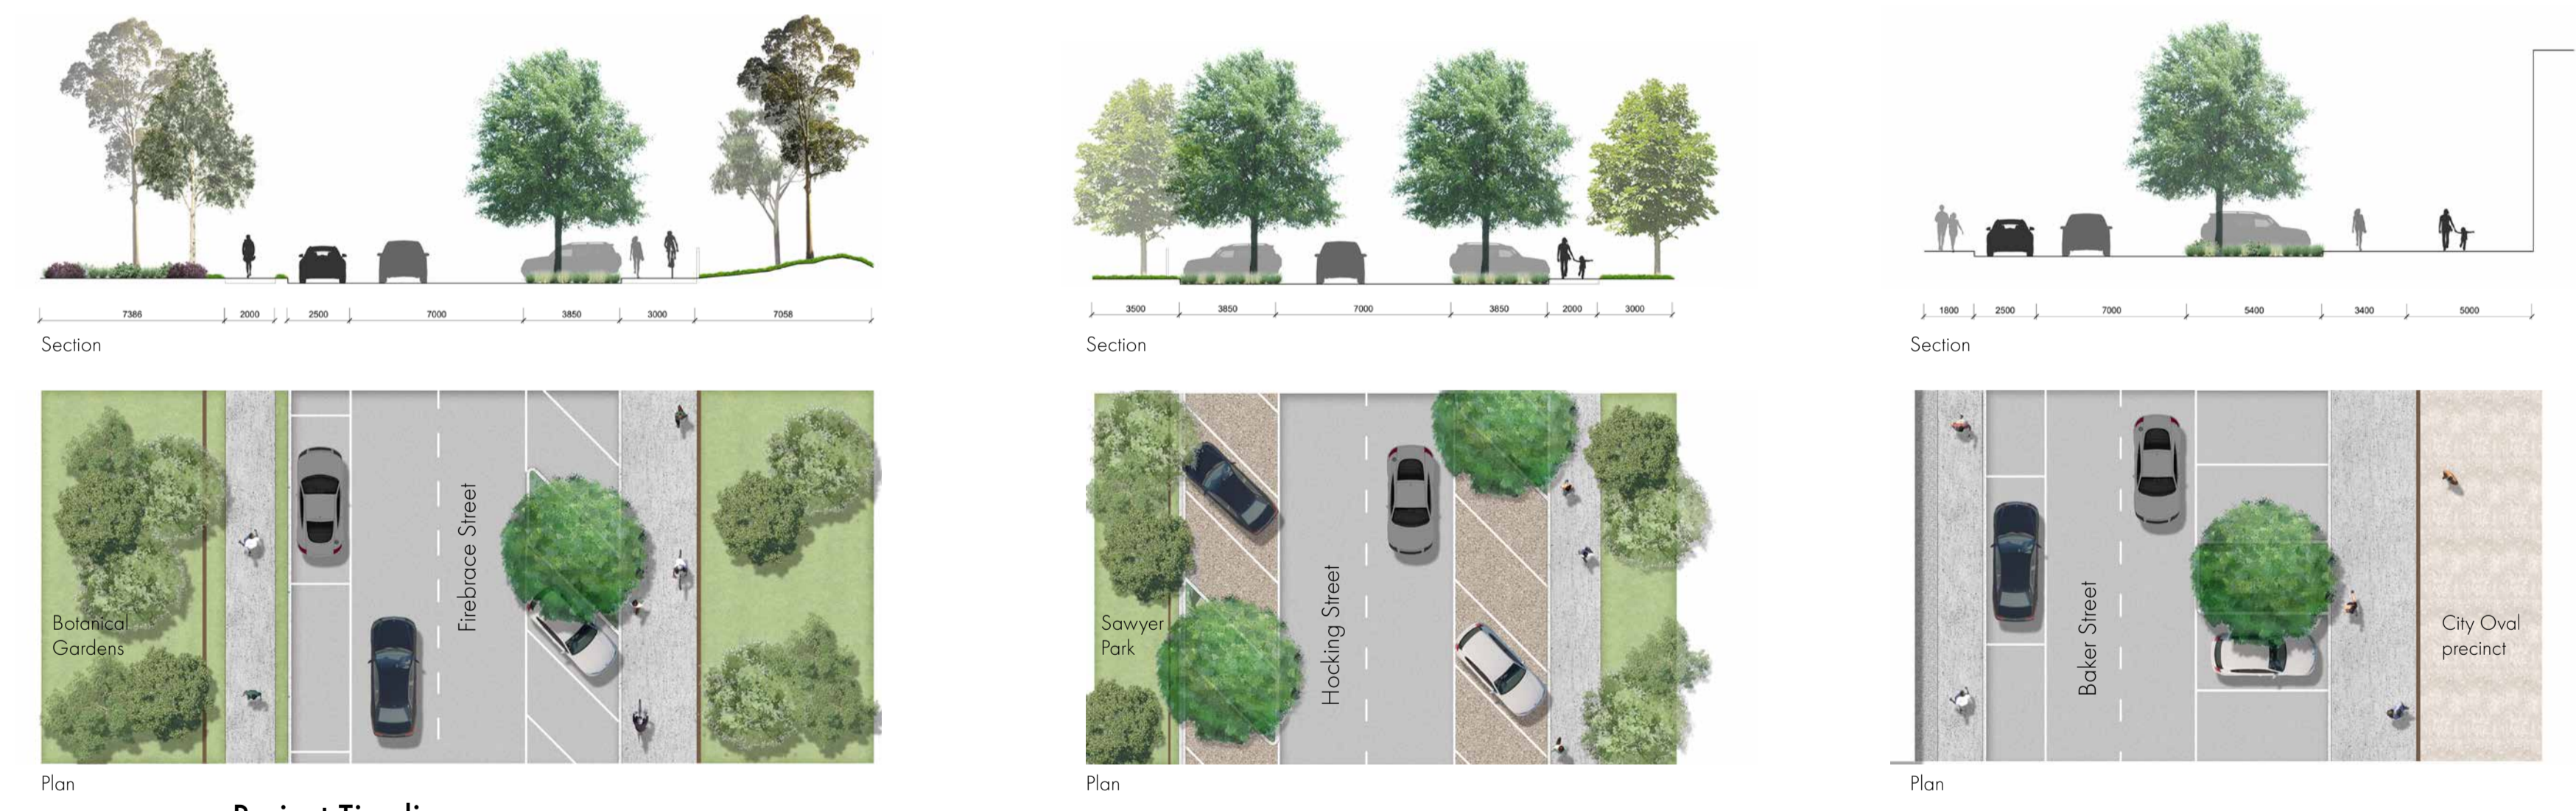 7386 2000 2500 7000 3850 3000 7058
Section
Firebrace Street
Botanical
Gardens
Plan
3500 3850 7000 3850 2000 3000
Section
Hocking Street
Sawyer
Park
Plan
1800 2500 7000 5400 3400 5000
Section
Baker Street
City Oval
precinct
Plan